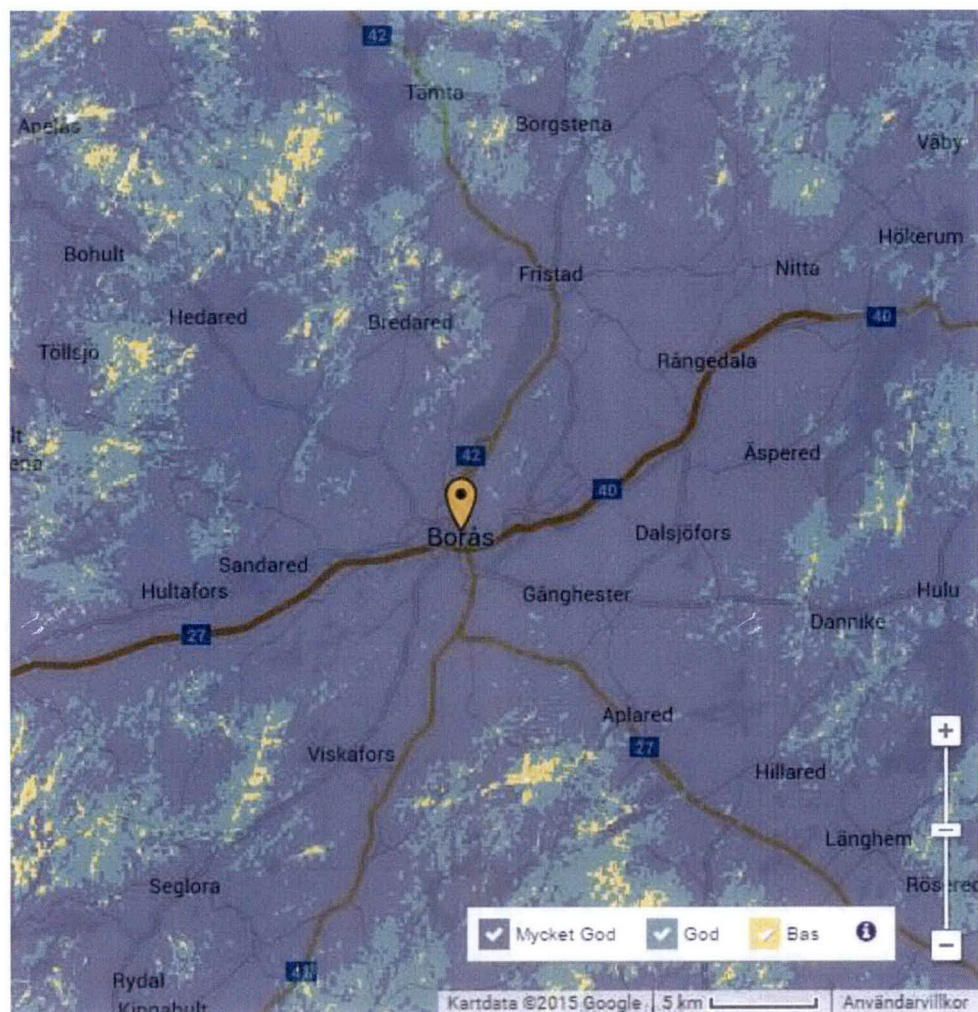 42
Tämta
Borgstena
Väby
Hökerum
Bohult
Fristad
Nitta
Hedared
Bredared
40
Töllsjö
Rångedala
42
Äspered
40
Borås
Dalsjöfors
Sandared
Hultafors
Gånghester
Hulu
Dannike
27
Aplared
27
Viskafors
Hillared
Länghem
Seglora
Mycket God God Bas
Rydal
41
Kartdata ©2015 Google 5 km Användarvillkor